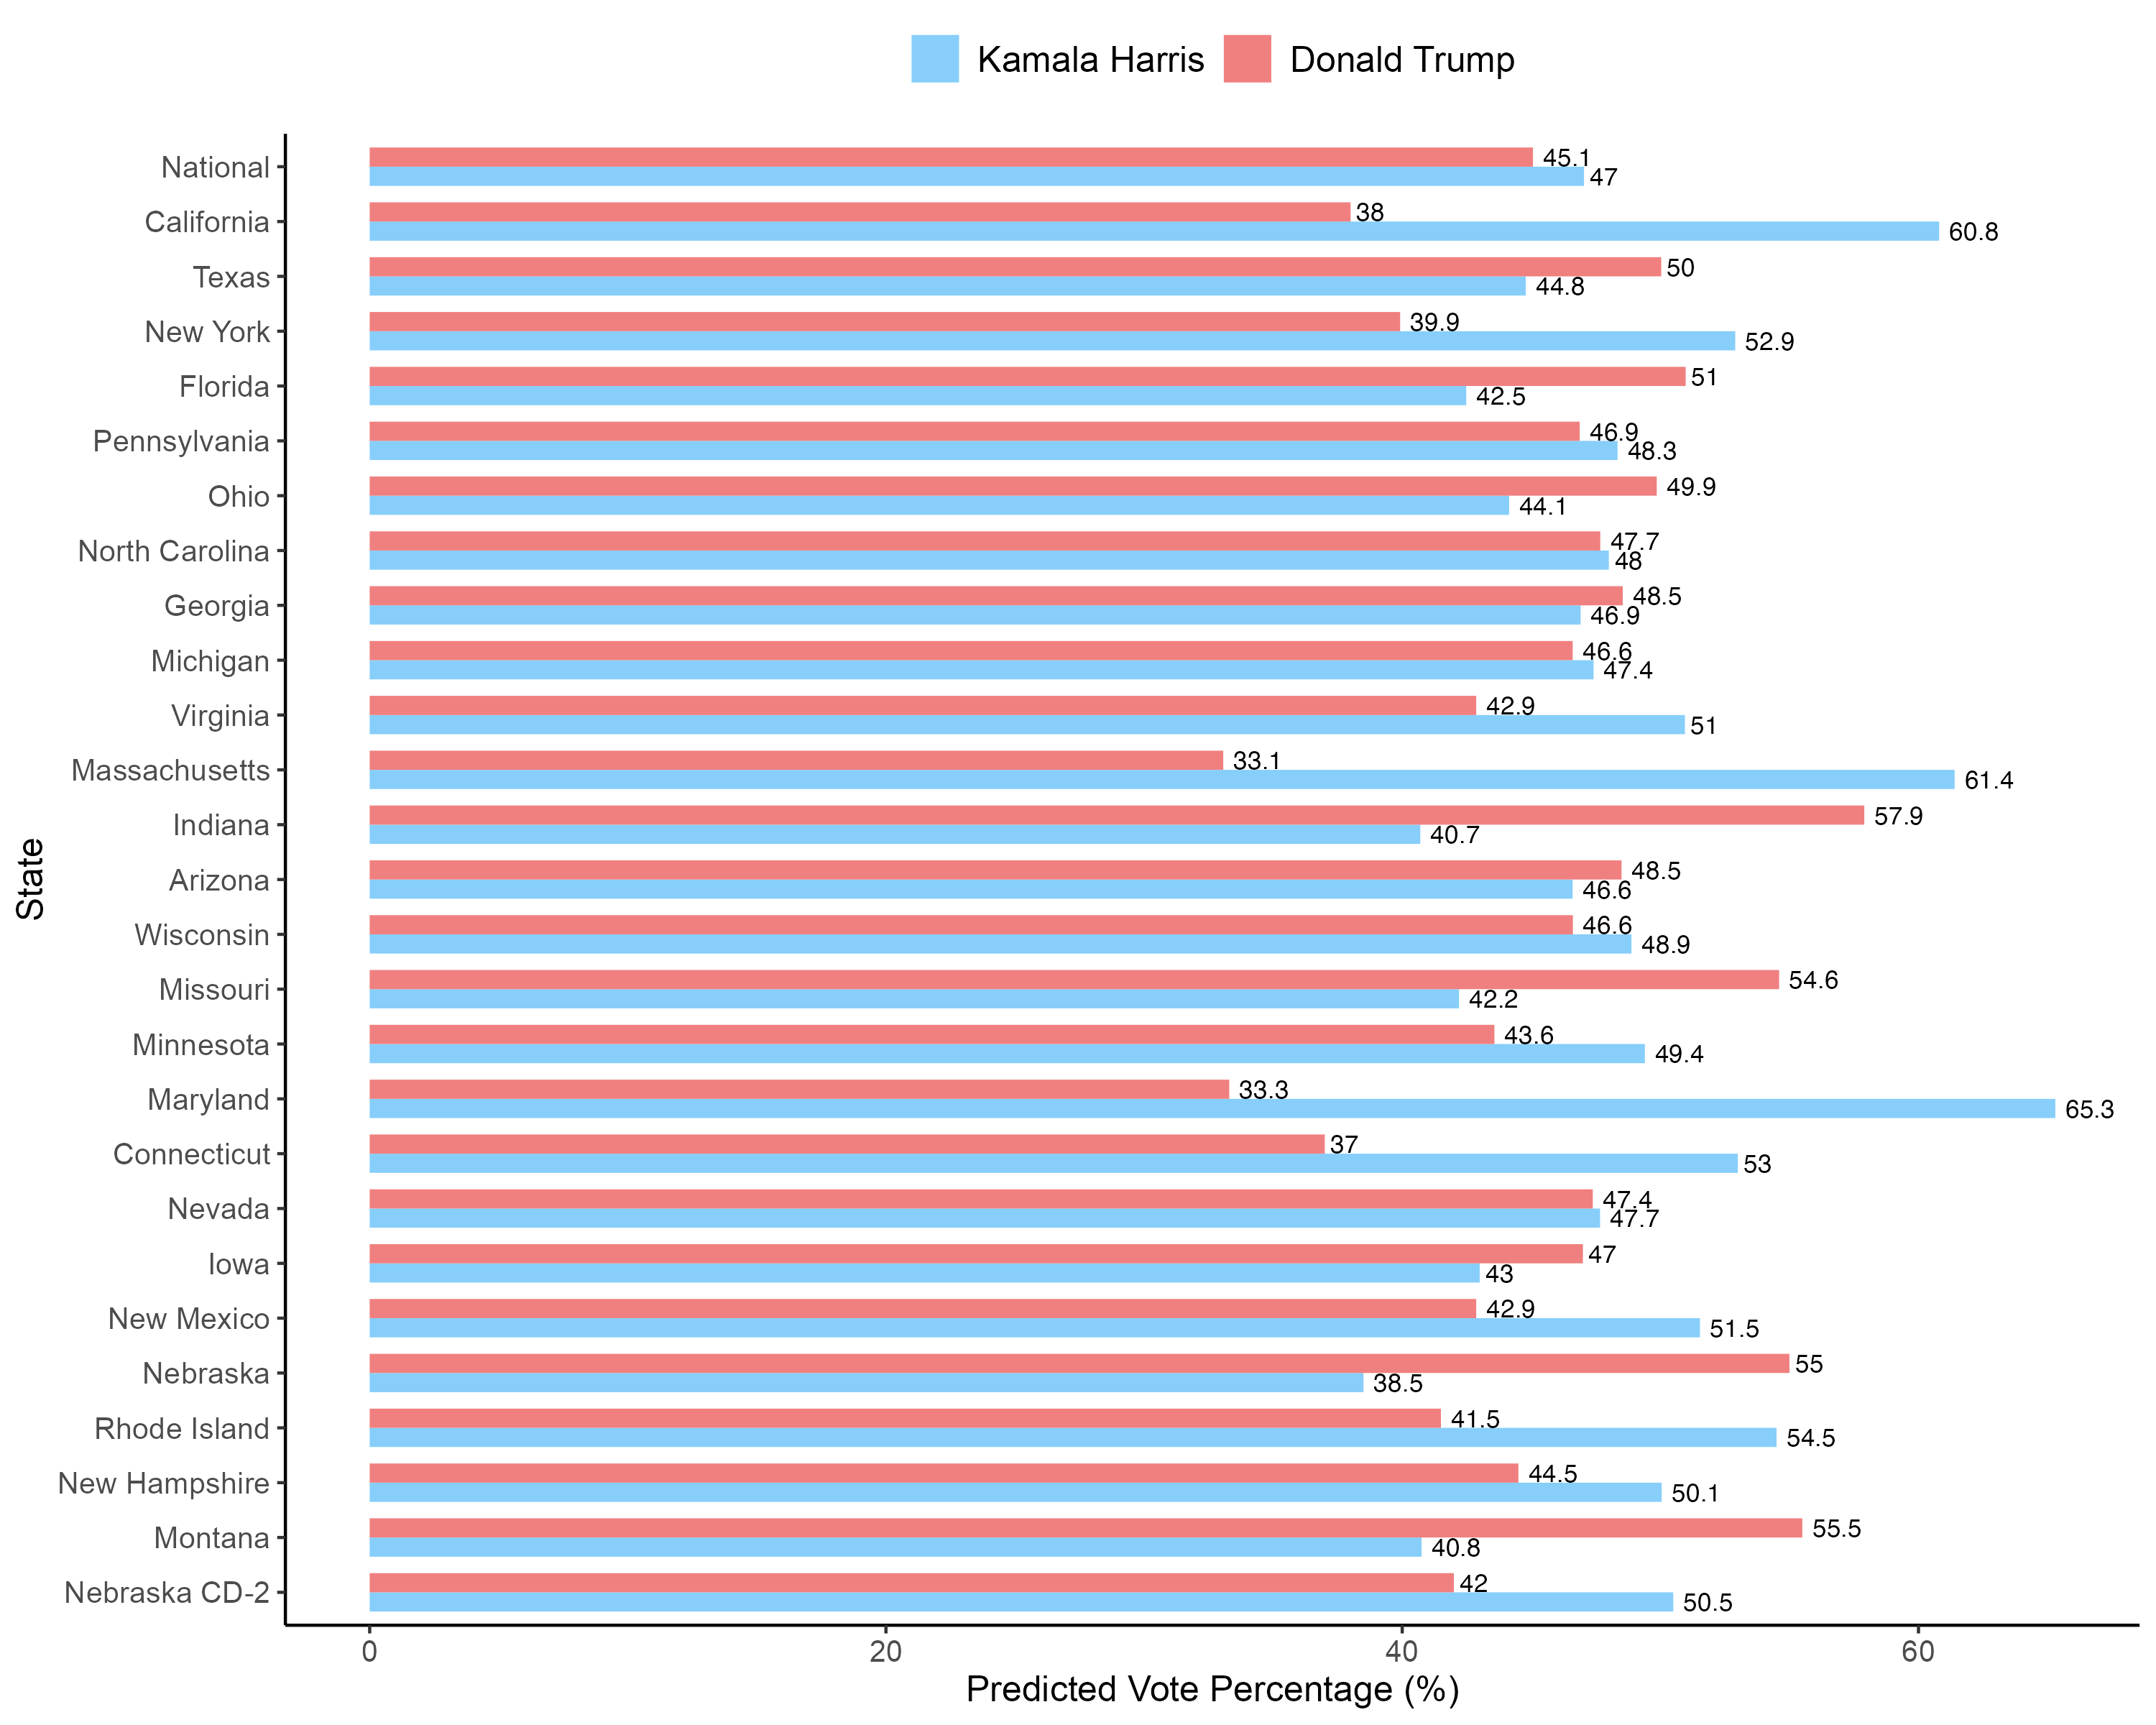 Kamala Harris Donald Trump
National 45.1
47
California 38
60.8
Texas 50
44.8
New York 39.9
52.9
Florida 51
42.5
Pennsylvania 46.9
48.3
Ohio 49.9
44.1
North Carolina 47.7
48
Georgia 48.5
46.9
Michigan 46.6
47.4
Virginia 42.9
51
Massachusetts 33.1
61.4
Indiana 57.9
40.7
Arizona 48.5
46.6
Wisconsin 46.6
48.9
Missouri 54.6
42.2
Minnesota 43.6
49.4
Maryland 33.3
65.3
Connecticut 37
53
Nevada 47.4
47.7
Iowa 47
43
New Mexico 42.9
51.5
Nebraska 55
38.5
Rhode Island 41.5
54.5
New Hampshire 44.5
50.1
Montana 55.5
40.8
Nebraska CD-2 42
50.5
State
0 20 40 60
Predicted Vote Percentage (%)